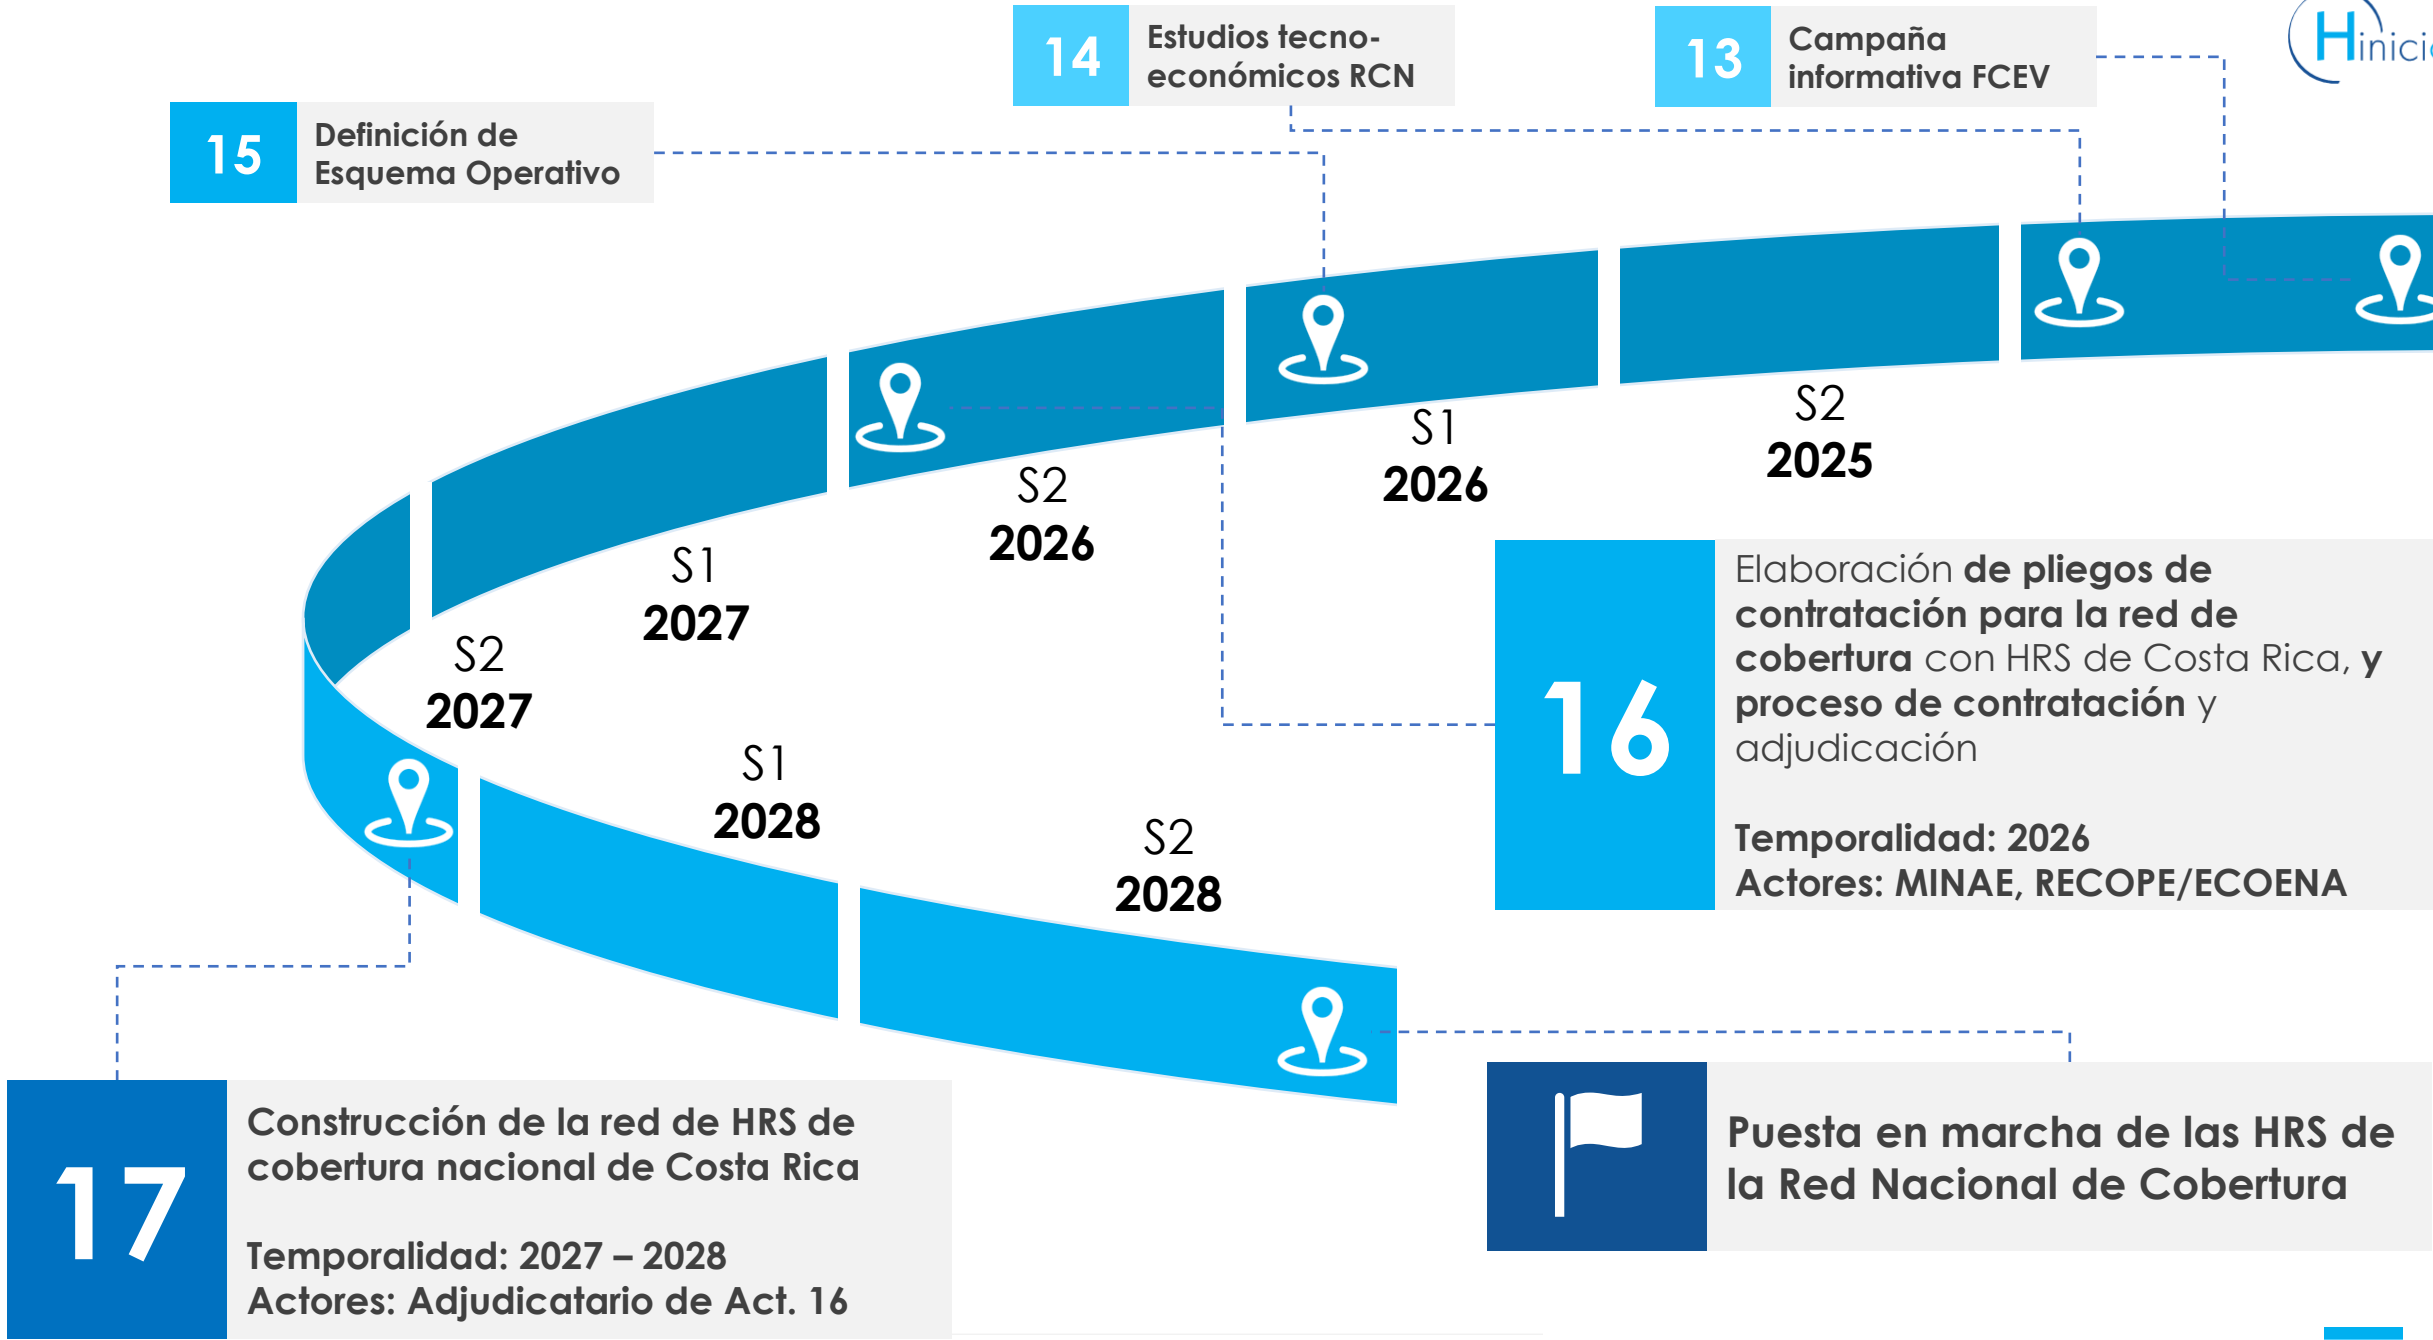 14
Estudios tecno-
económicos RCN
13
Campaña
informativa FCEV
15
Definición de
Esquema Operativo
S2
2025
S1
2026
S2
2026
S1
2027
S2
2027
S1
2028
S2
2028
16
Elaboración de pliegos de
contratación para la red de
cobertura con HRS de Costa Rica, y
proceso de contratación y
adjudicación
Temporalidad: 2026
Actores: MINAE, RECOPE/ECOENA
17
Construcción de la red de HRS de
cobertura nacional de Costa Rica
Temporalidad: 2027 – 2028
Actores: Adjudicatario de Act. 16
Puesta en marcha de las HRS de
la Red Nacional de Cobertura